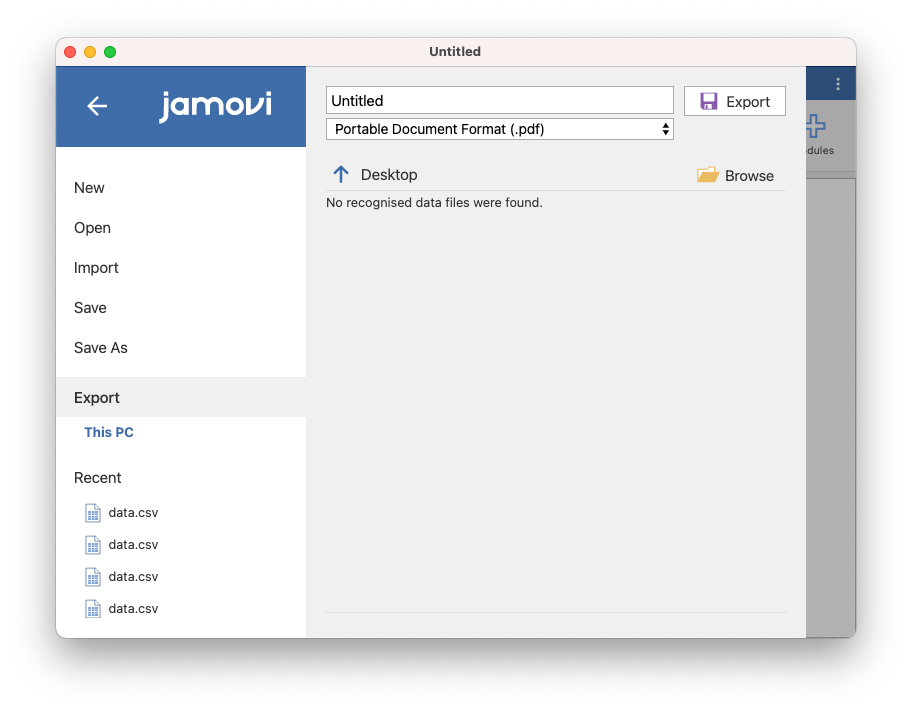 Untitled
jamovi
New
Open
Import
Save
Save As
Export
This PC
Recent
data.csv
data.csv
data.csv
data.csv
Untitled
Export
Portable Document Format (.pdf)
Desktop
Browse
No recognised data files were found.